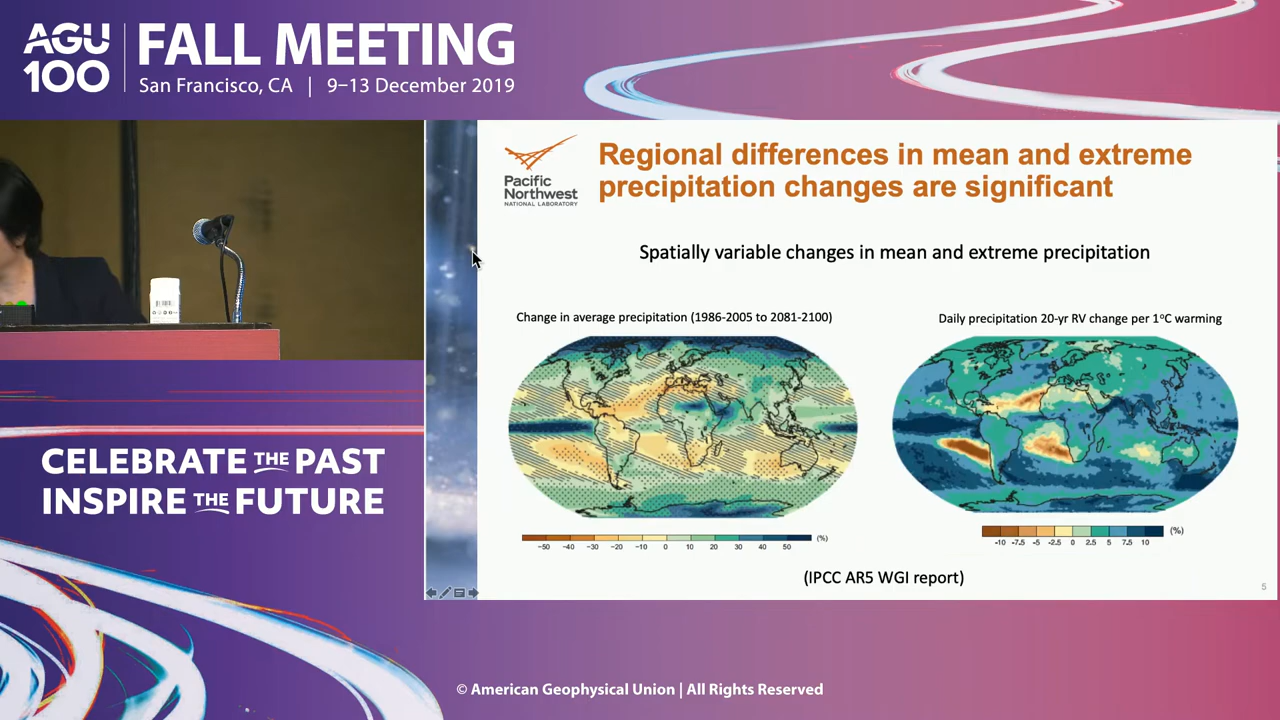 AGU
100
FALL MEETING
San Francisco, CA | 9–13 December 2019
Pacific
Northwest
NATIONAL LABORATORY
Regional differences in mean and extreme
precipitation changes are significant
Spatially variable changes in mean and extreme precipitation
Change in average precipitation (1986-2005 to 2081-2100)
Daily precipitation 20-yr RV change per 1°C warming
−50 −40 −30 −20 −10 0 10 20 30 40 50 (%)
-10 -7.5 -5 -2.5 0 2.5 5 7.5 10 (%)
(IPCC AR5 WGI report)
5
CELEBRATE THE PAST
INSPIRE THE FUTURE
© American Geophysical Union | All Rights Reserved